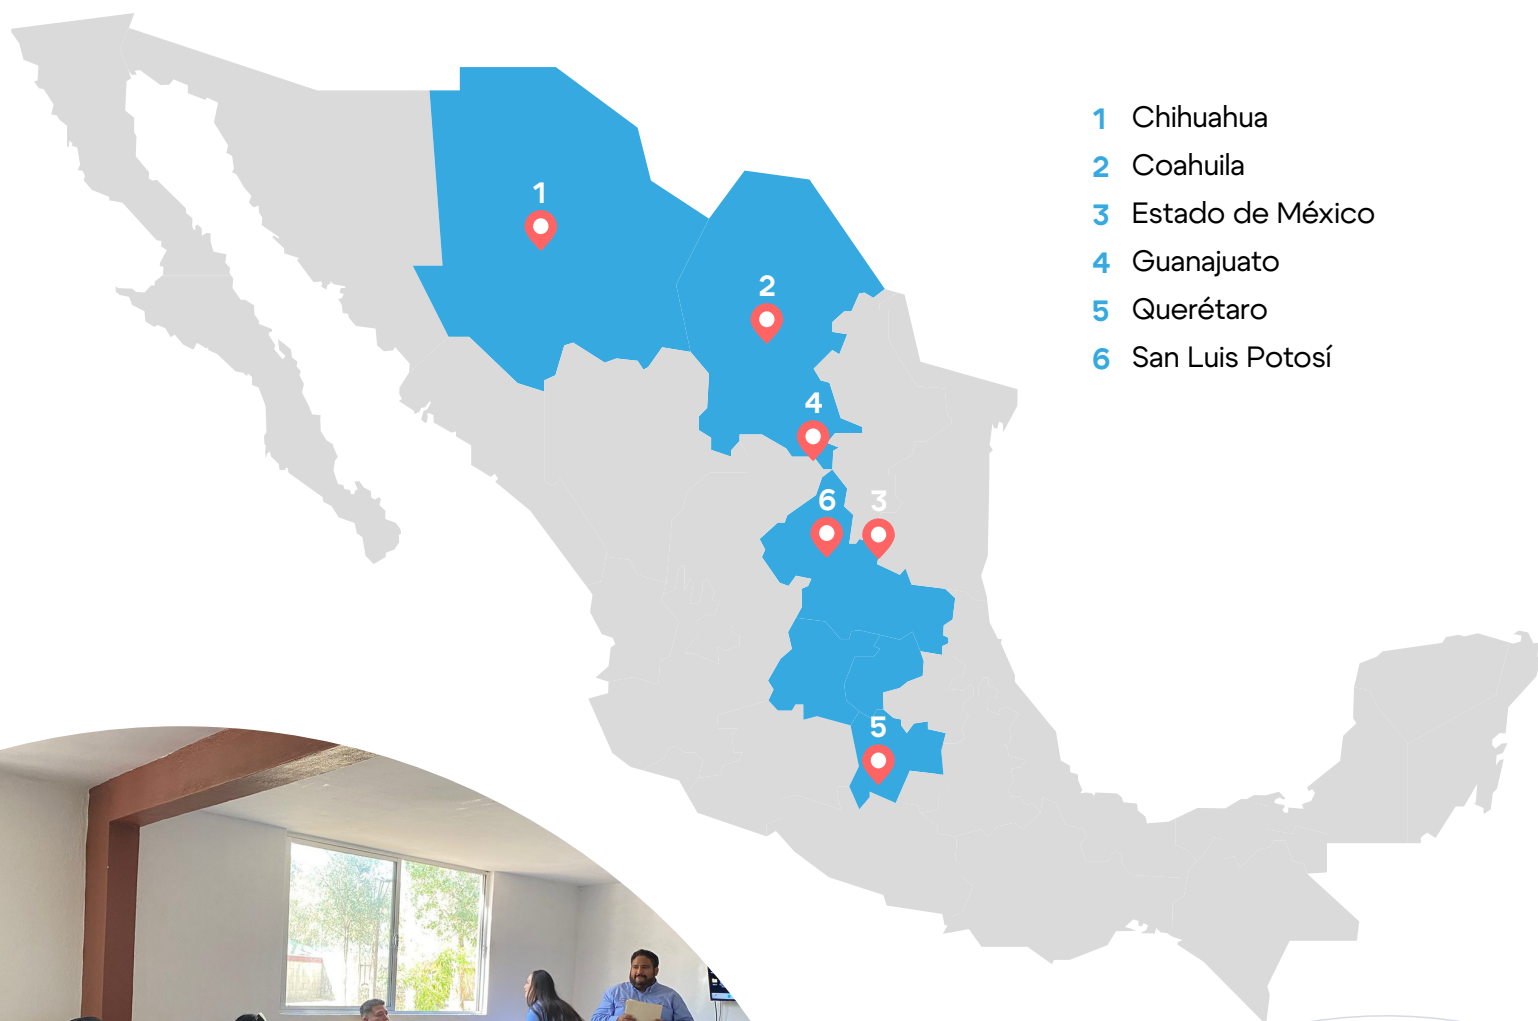 1
2
4
6
3
5
1 Chihuahua
2 Coahuila
3 Estado de México
4 Guanajuato
5 Querétaro
6 San Luis Potosí